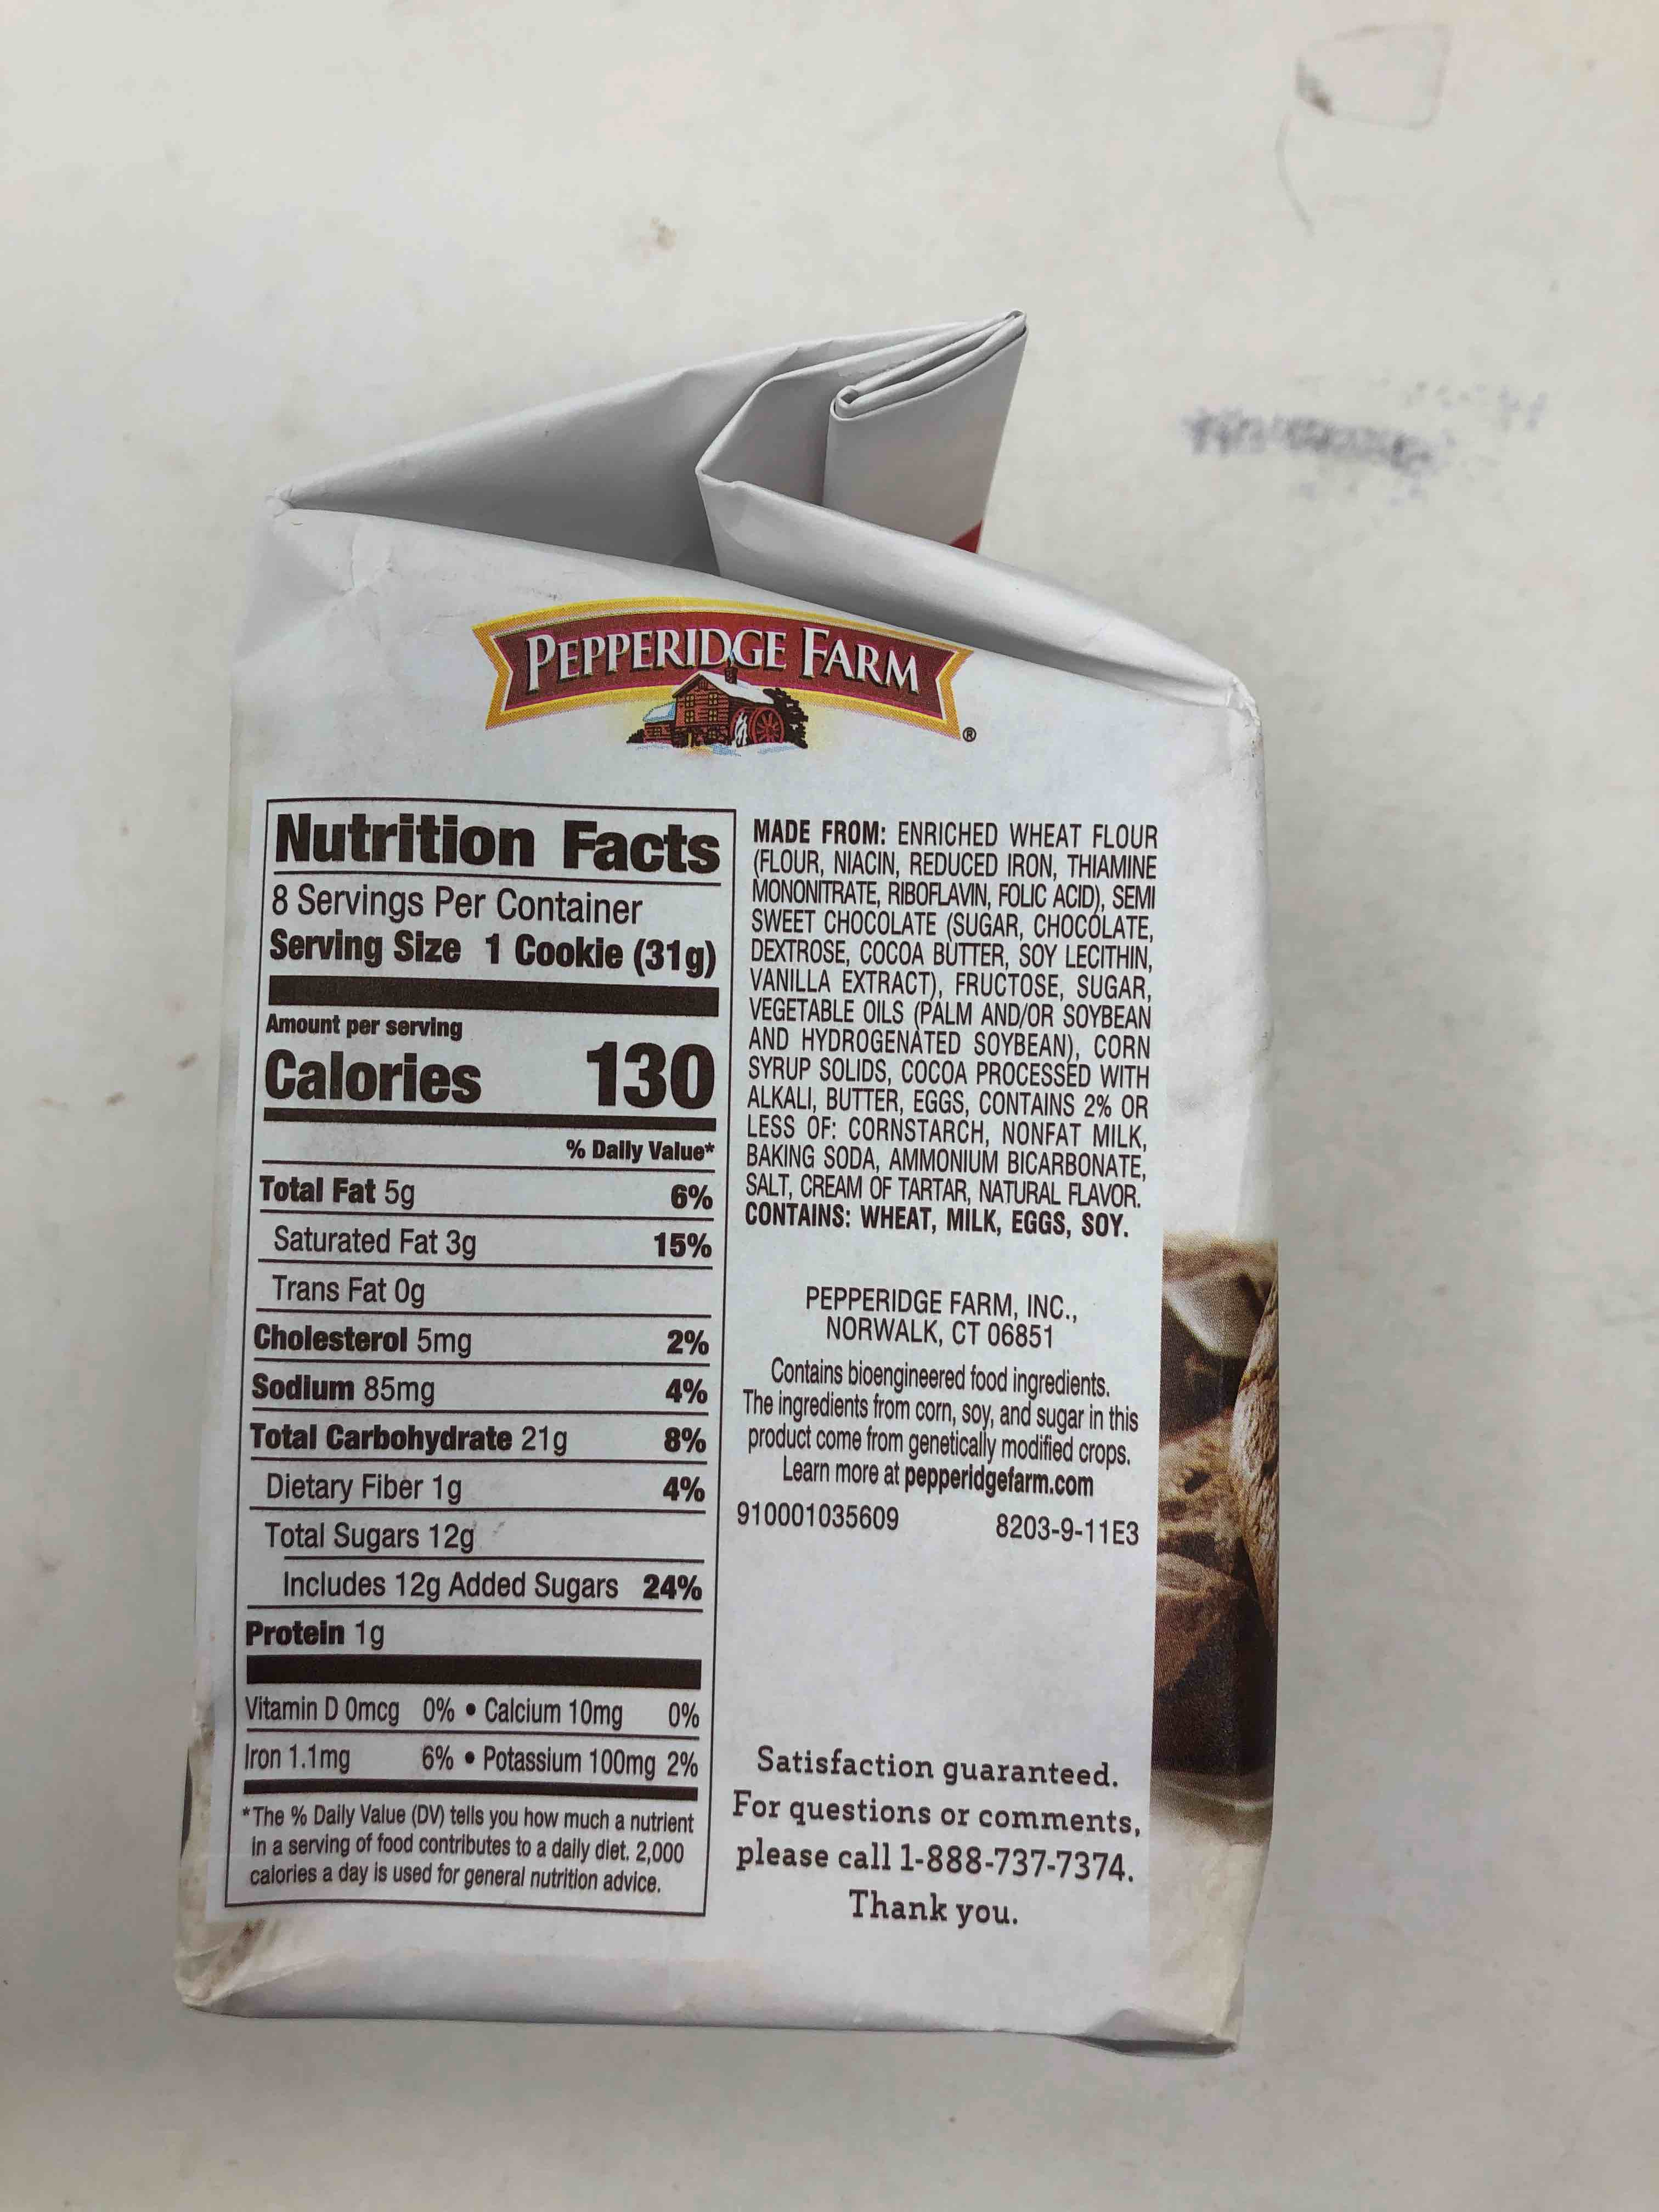 PEPPERIDGE FARM
®
Nutrition Facts
8 Servings Per Container
Serving Size 1 Cookie (31g)
Amount per serving
Calories 130
% Daily Value*
Total Fat 5g 6%
Saturated Fat 3g 15%
Trans Fat 0g
Cholesterol 5mg 2%
Sodium 85mg 4%
Total Carbohydrate 21g 8%
Dietary Fiber 1g 4%
Total Sugars 12g
Includes 12g Added Sugars 24%
Protein 1g
Vitamin D 0mcg 0% • Calcium 10mg 0%
Iron 1.1mg 6% • Potassium 100mg 2%
*The % Daily Value (DV) tells you how much a nutrient
in a serving of food contributes to a daily diet. 2,000
calories a day is used for general nutrition advice.
MADE FROM: ENRICHED WHEAT FLOUR
(FLOUR, NIACIN, REDUCED IRON, THIAMINE
MONONITRATE, RIBOFLAVIN, FOLIC ACID), SEMI
SWEET CHOCOLATE (SUGAR, CHOCOLATE,
DEXTROSE, COCOA BUTTER, SOY LECITHIN,
VANILLA EXTRACT), FRUCTOSE, SUGAR,
VEGETABLE OILS (PALM AND/OR SOYBEAN
AND HYDROGENATED SOYBEAN), CORN
SYRUP SOLIDS, COCOA PROCESSED WITH
ALKALI, BUTTER, EGGS, CONTAINS 2% OR
LESS OF: CORNSTARCH, NONFAT MILK,
BAKING SODA, AMMONIUM BICARBONATE,
SALT, CREAM OF TARTAR, NATURAL FLAVOR.
CONTAINS: WHEAT, MILK, EGGS, SOY.
PEPPERIDGE FARM, INC.,
NORWALK, CT 06851
Contains bioengineered food ingredients.
The ingredients from corn, soy, and sugar in this
product come from genetically modified crops.
Learn more at pepperidgefarm.com
910001035609 8203-9-11E3
Satisfaction guaranteed.
For questions or comments,
please call 1-888-737-7374.
Thank you.